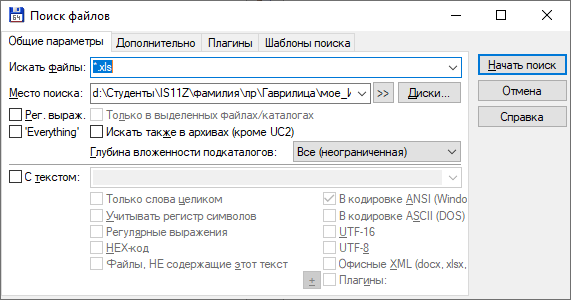 Поиск файлов
Общие параметры Дополнительно Плагины Шаблоны поиска
Искать файлы: *.xls Начать поиск
Место поиска: d:\Студенты\IS11Z\фамилия\пр\Гаврилица\мое_И >> Диски... Отмена
Рег. выраж. Только в выделенных файлах/каталогах Справка
'Everything' Искать также в архивах (кроме UC2)
Глубина вложенности подкаталогов: Все (неограниченная)
С текстом:
Только слова целиком В кодировке ANSI (Windo
Учитывать регистр символов В кодировке ASCII (DOS)
Регулярные выражения UTF-16
HEX-код UTF-8
Файлы, НЕ содержащие этот текст Офисные XML (docx, xlsx,
± Плагины: